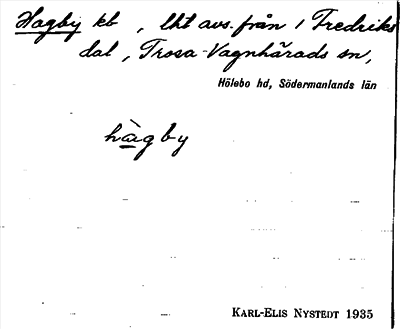 Hagby kb, lht avs. från 1 Fredriks
dal, Trosa-Vagnhärads sn,
Hölebo hd, Södermanlands län
hàgby
KARL-ELIS NYSTEDT 1935